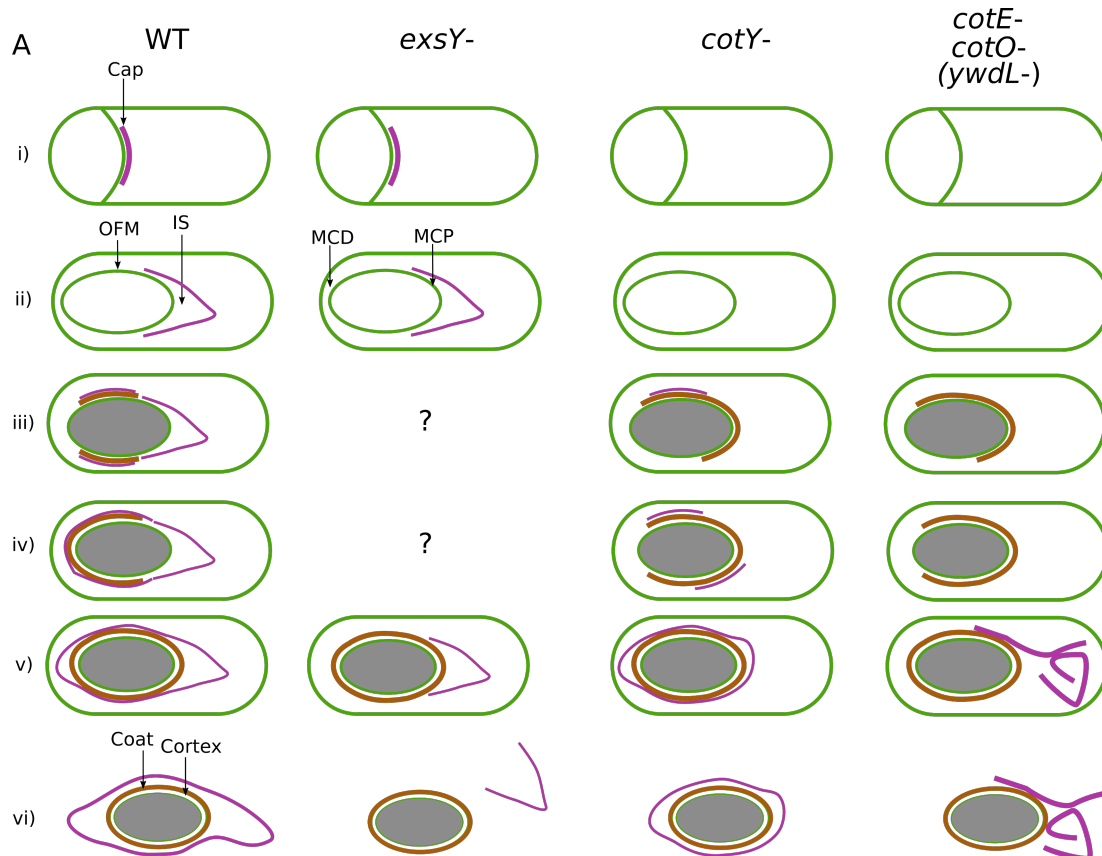 A
WT
exsY-
cotY-
cotE-
cotO-
(ywdL-)
Cap
i)
OFM
IS
MCD
MCP
ii)
iii)
?
iv)
?
v)
Coat
Cortex
vi)